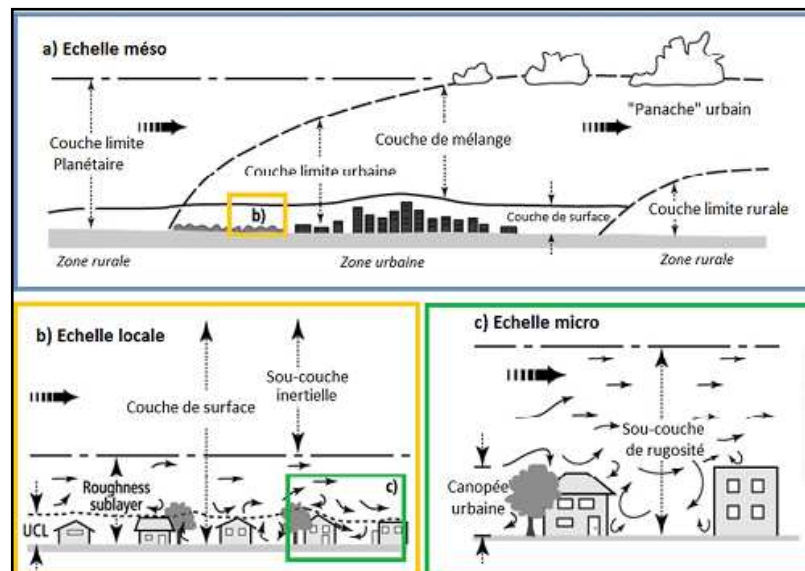 a) Echelle méso
"Panache" urbain
Couche limite
Planétaire
Couche de mélange
Couche limite urbaine
b)
Couche de surface
Couche limite rurale
Zone rurale
Zone urbaine
Zone rurale
b) Echelle locale
Sou-couche
inertielle
Couche de surface
Roughness
sublayer
c)
UCL
c) Echelle micro
Sou-couche
de rugosité
Canopée
urbaine